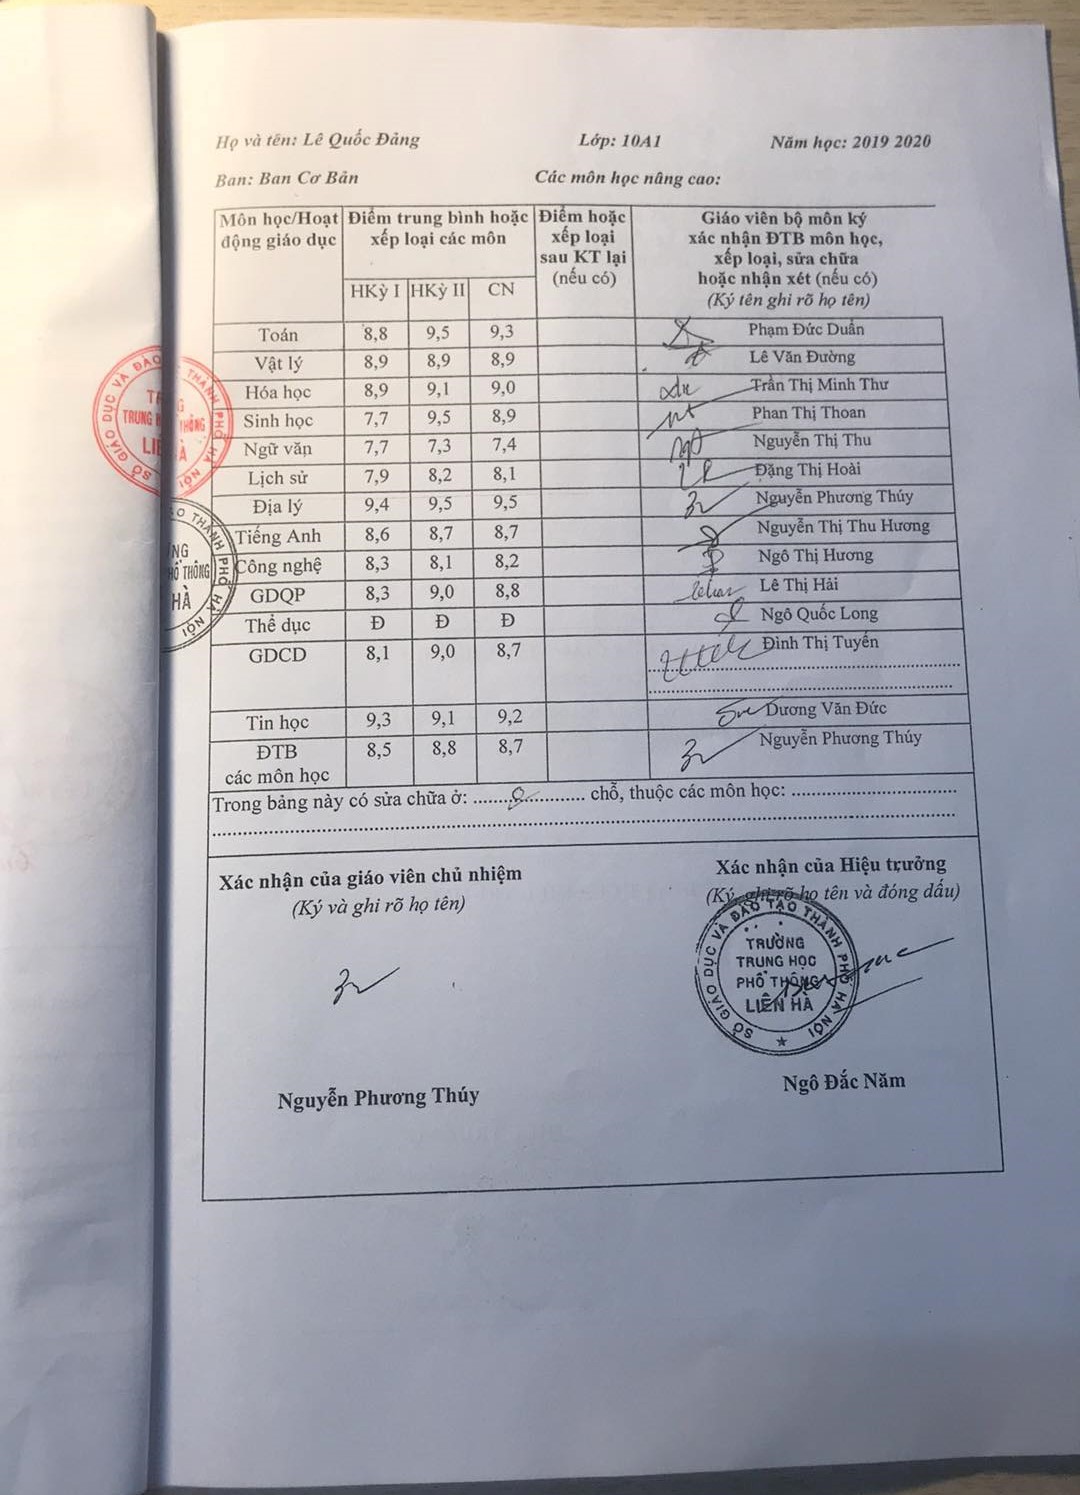 Họ và tên: Lê Quốc Đảng Lớp: 10A1 Năm học: 2019 2020
Ban: Ban Cơ Bản Các môn học nâng cao:
Môn học/Hoạt động giáo dục Điểm trung bình hoặc xếp loại các môn Điểm hoặc xếp loại sau KT lại (nếu có) Giáo viên bộ môn ký xác nhận ĐTB môn học, xếp loại, sửa chữa hoặc nhận xét (nếu có) (Ký tên ghi rõ họ tên)
HKỳ I HKỳ II CN
Toán 8,8 9,5 9,3 Phạm Đức Duẩn
Vật lý 8,9 8,9 8,9 Lê Văn Đường
Hóa học 8,9 9,1 9,0 Trần Thị Minh Thư
Sinh học 7,7 9,5 8,9 Phan Thị Thoan
Ngữ văn 7,7 7,3 7,4 Nguyễn Thị Thu
Lịch sử 7,9 8,2 8,1 Đặng Thị Hoài
Địa lý 9,4 9,5 9,5 Nguyễn Phương Thúy
Tiếng Anh 8,6 8,7 8,7 Nguyễn Thị Thu Hương
Công nghệ 8,3 8,1 8,2 Ngô Thị Hương
GDQP 8,3 9,0 8,8 Lê Thị Hải
Thể dục Đ Đ Đ Ngô Quốc Long
GDCD 8,1 9,0 8,7 Đinh Thị Tuyến
Tin học 9,3 9,1 9,2 Dương Văn Đức
ĐTB các môn học 8,5 8,8 8,7 Nguyễn Phương Thúy
Trong bảng này có sửa chữa ở: ........0............ chỗ, thuộc các môn học: ..............................
Xác nhận của giáo viên chủ nhiệm
(Ký và ghi rõ họ tên)
Nguyễn Phương Thúy
Xác nhận của Hiệu trưởng
(Ký, ghi rõ họ tên và đóng dấu)
SỞ GIÁO DỤC VÀ ĐÀO TẠO THÀNH PHỐ HÀ NỘI
TRƯỜNG
TRUNG HỌC
PHỔ THÔNG
LIÊN HÀ
Ngô Đắc Năm